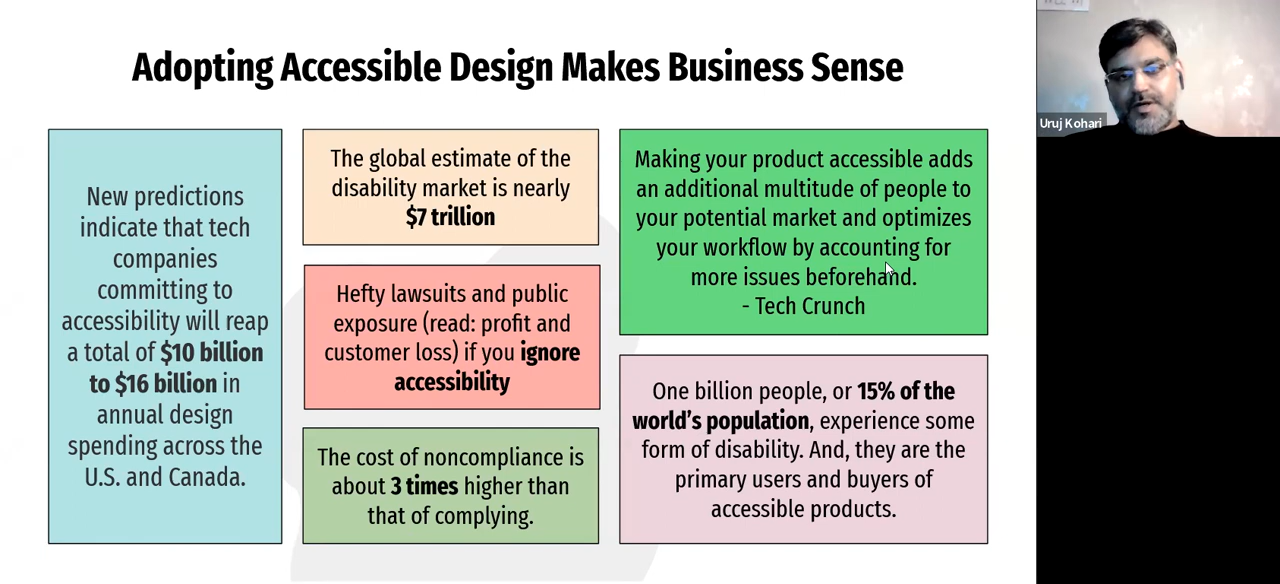 Adopting Accessible Design Makes Business Sense
New predictions
indicate that tech
companies
committing to
accessibility will reap
a total of $10 billion
to $16 billion in
annual design
spending across the
U.S. and Canada.
The global estimate of the
disability market is nearly
$7 trillion
Hefty lawsuits and public
exposure (read: profit and
customer loss) if you ignore
accessibility
The cost of noncompliance is
about 3 times higher than
that of complying.
Making your product accessible adds
an additional multitude of people to
your potential market and optimizes
your workflow by accounting for
more issues beforehand.
- Tech Crunch
One billion people, or 15% of the
world's population, experience some
form of disability. And, they are the
primary users and buyers of
accessible products.
Uruj Kohari